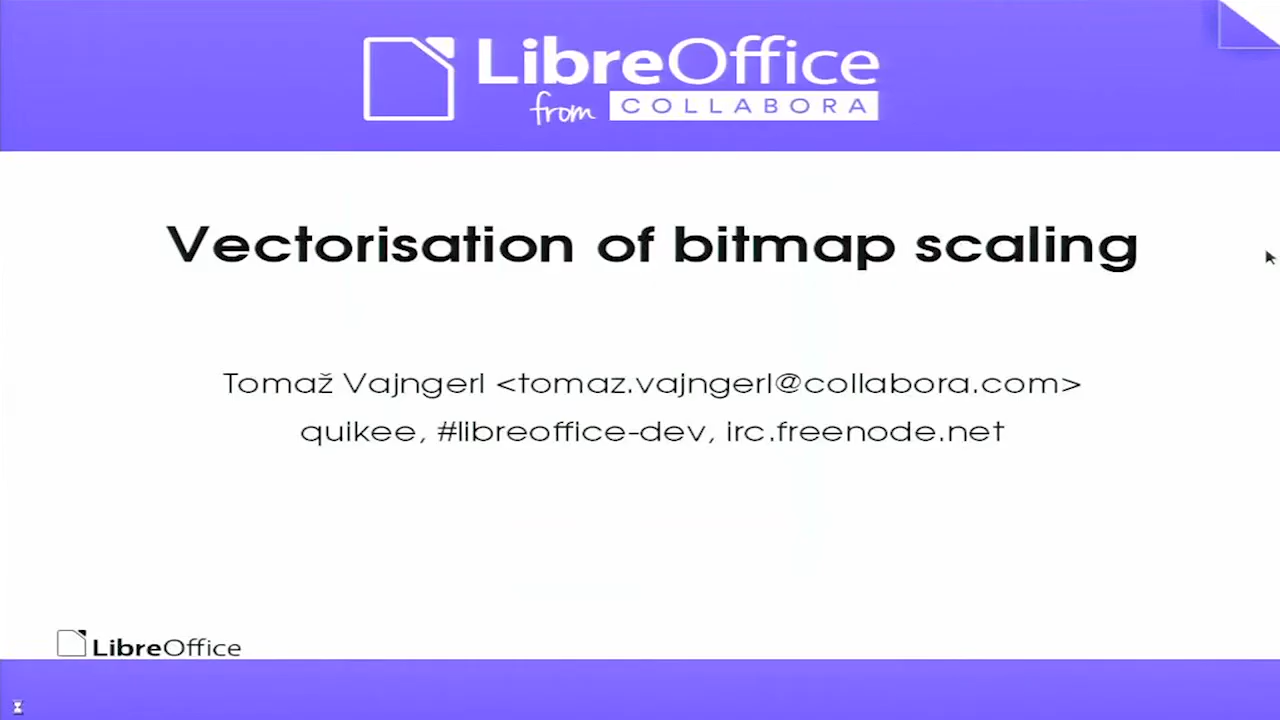 LibreOffice
from COLLABORA
Vectorisation of bitmap scaling
Tomaž Vajngerl <tomaz.vajngerl@collabora.com>
quikee, #libreoffice-dev, irc.freenode.net
LibreOffice